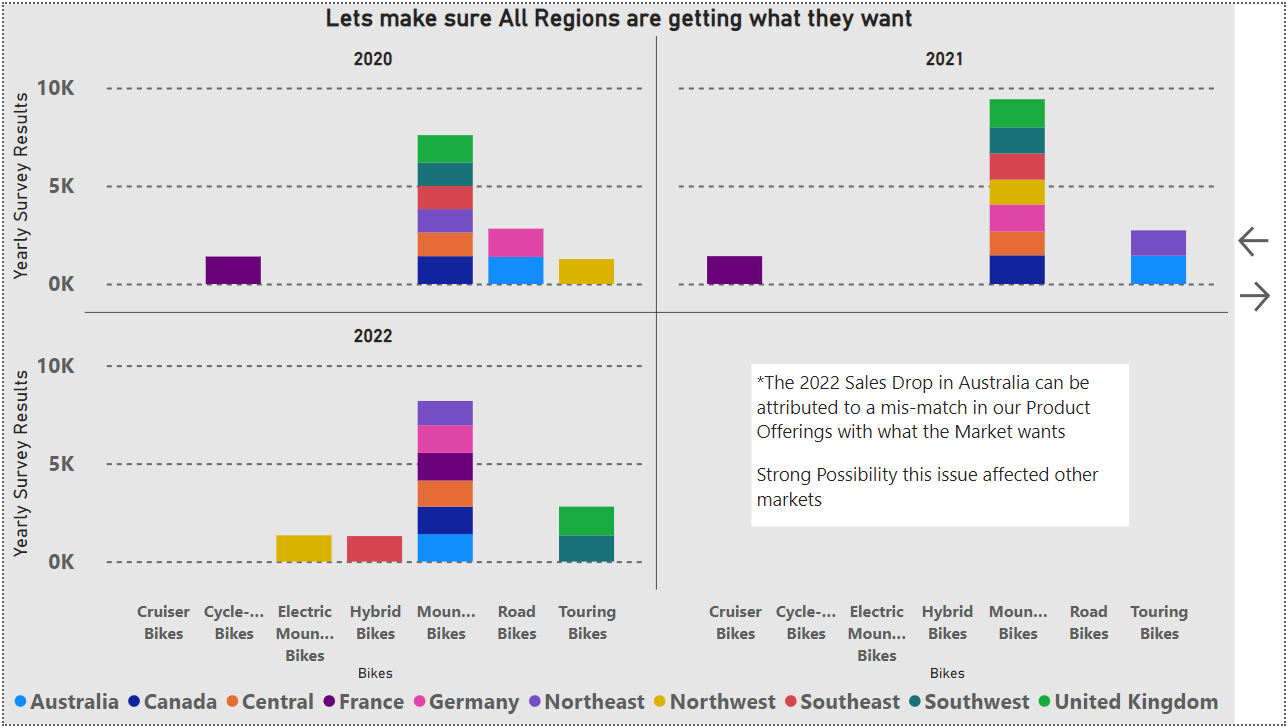 Lets make sure All Regions are getting what they want
2020
2021
Yearly Survey Results
10K
5K
0K
2022
Yearly Survey Results
10K
5K
0K
*The 2022 Sales Drop in Australia can be
attributed to a mis-match in our Product
Offerings with what the Market wants
Strong Possibility this issue affected other
markets
Cruiser
Bikes
Cycle-...
Bikes
Electric
Moun...
Bikes
Hybrid
Bikes
Moun...
Bikes
Road
Bikes
Touring
Bikes
Cruiser
Bikes
Cycle-...
Bikes
Electric
Moun...
Bikes
Hybrid
Bikes
Moun...
Bikes
Road
Bikes
Touring
Bikes
Bikes
Bikes
Australia Canada Central France Germany Northeast Northwest Southeast Southwest United Kingdom